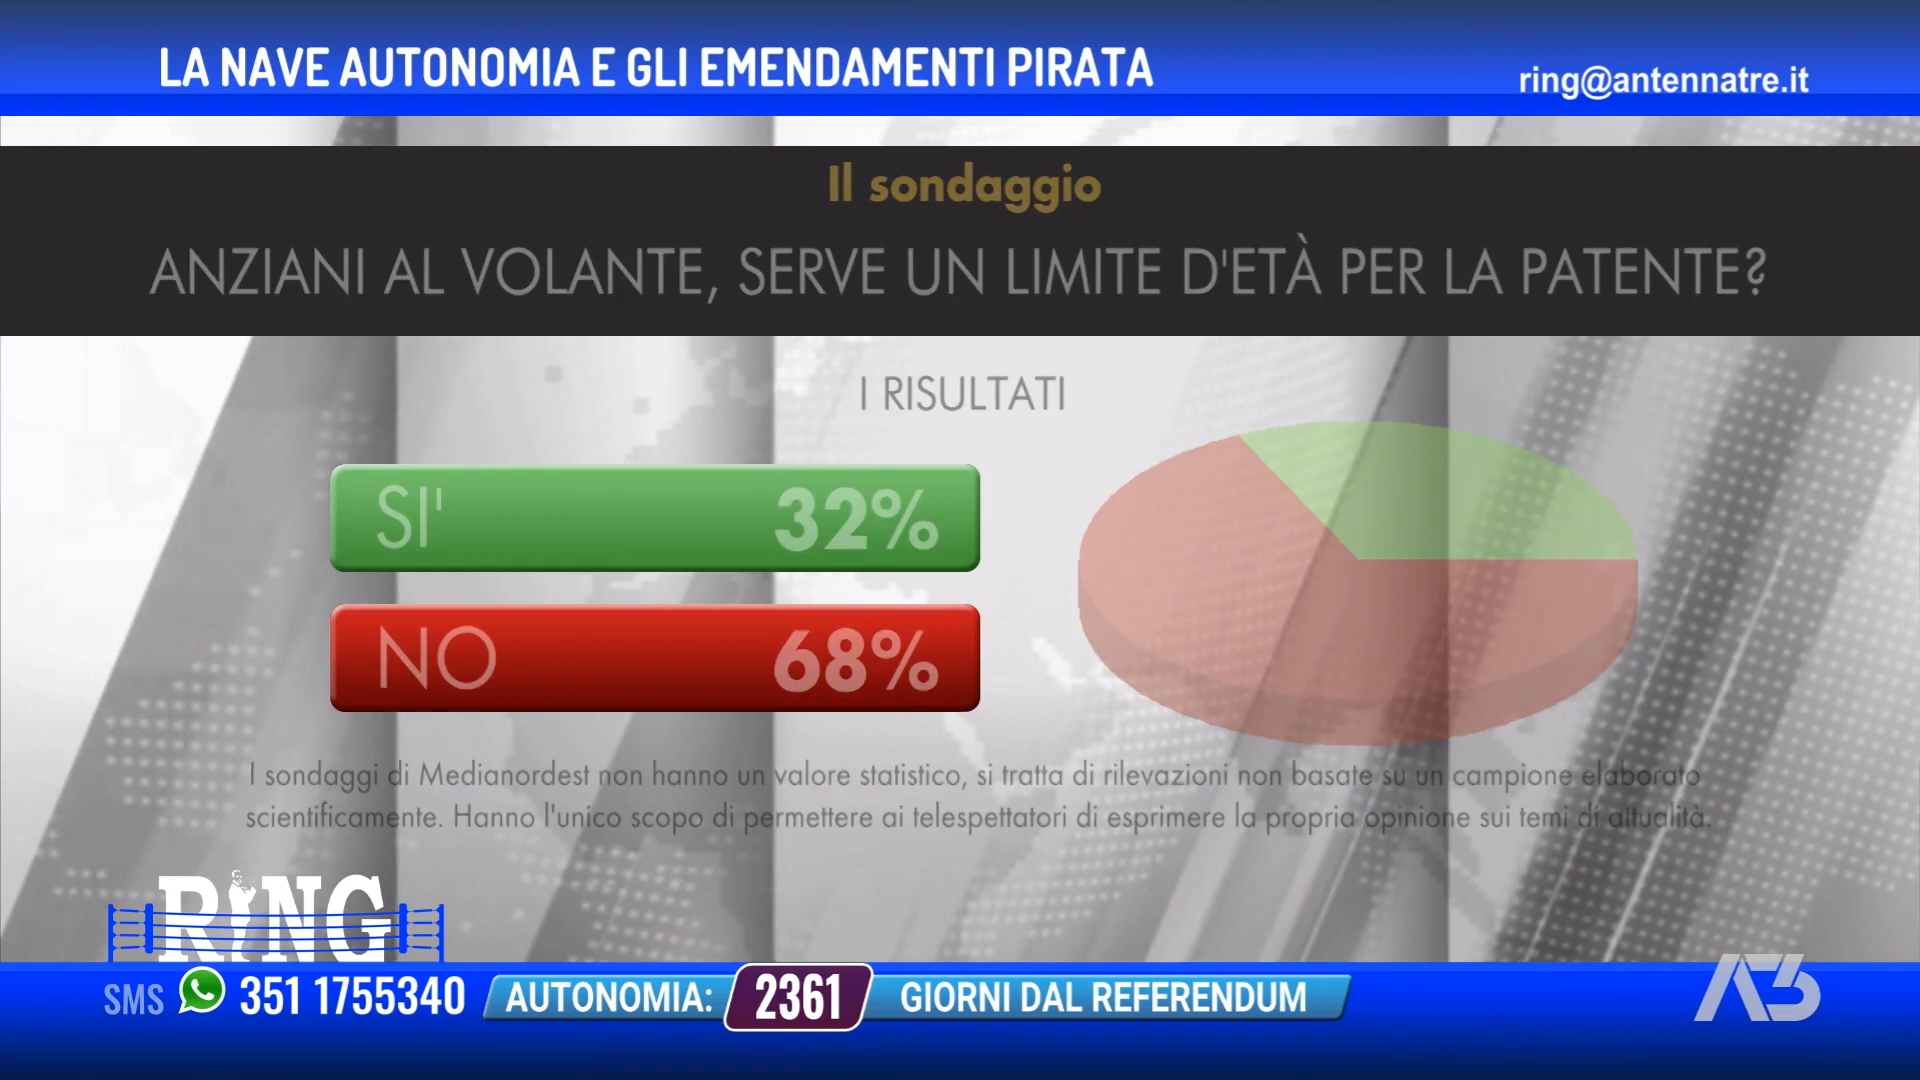 LA NAVE AUTONOMIA E GLI EMENDAMENTI PIRATA
ring@antennatre.it
Il sondaggio
ANZIANI AL VOLANTE, SERVE UN LIMITE D'ETÀ PER LA PATENTE?
I RISULTATI
SI' 32%
NO 68%
I sondaggi di Medianordest non hanno un valore statistico, si tratta di rilevazioni non basate su un campione elaborato
scientificamente. Hanno l'unico scopo di permettere ai telespettatori di esprimere la propria opinione sui temi di attualità.
RING
SMS 351 1755340 AUTONOMIA: 2361 GIORNI DAL REFERENDUM
A3